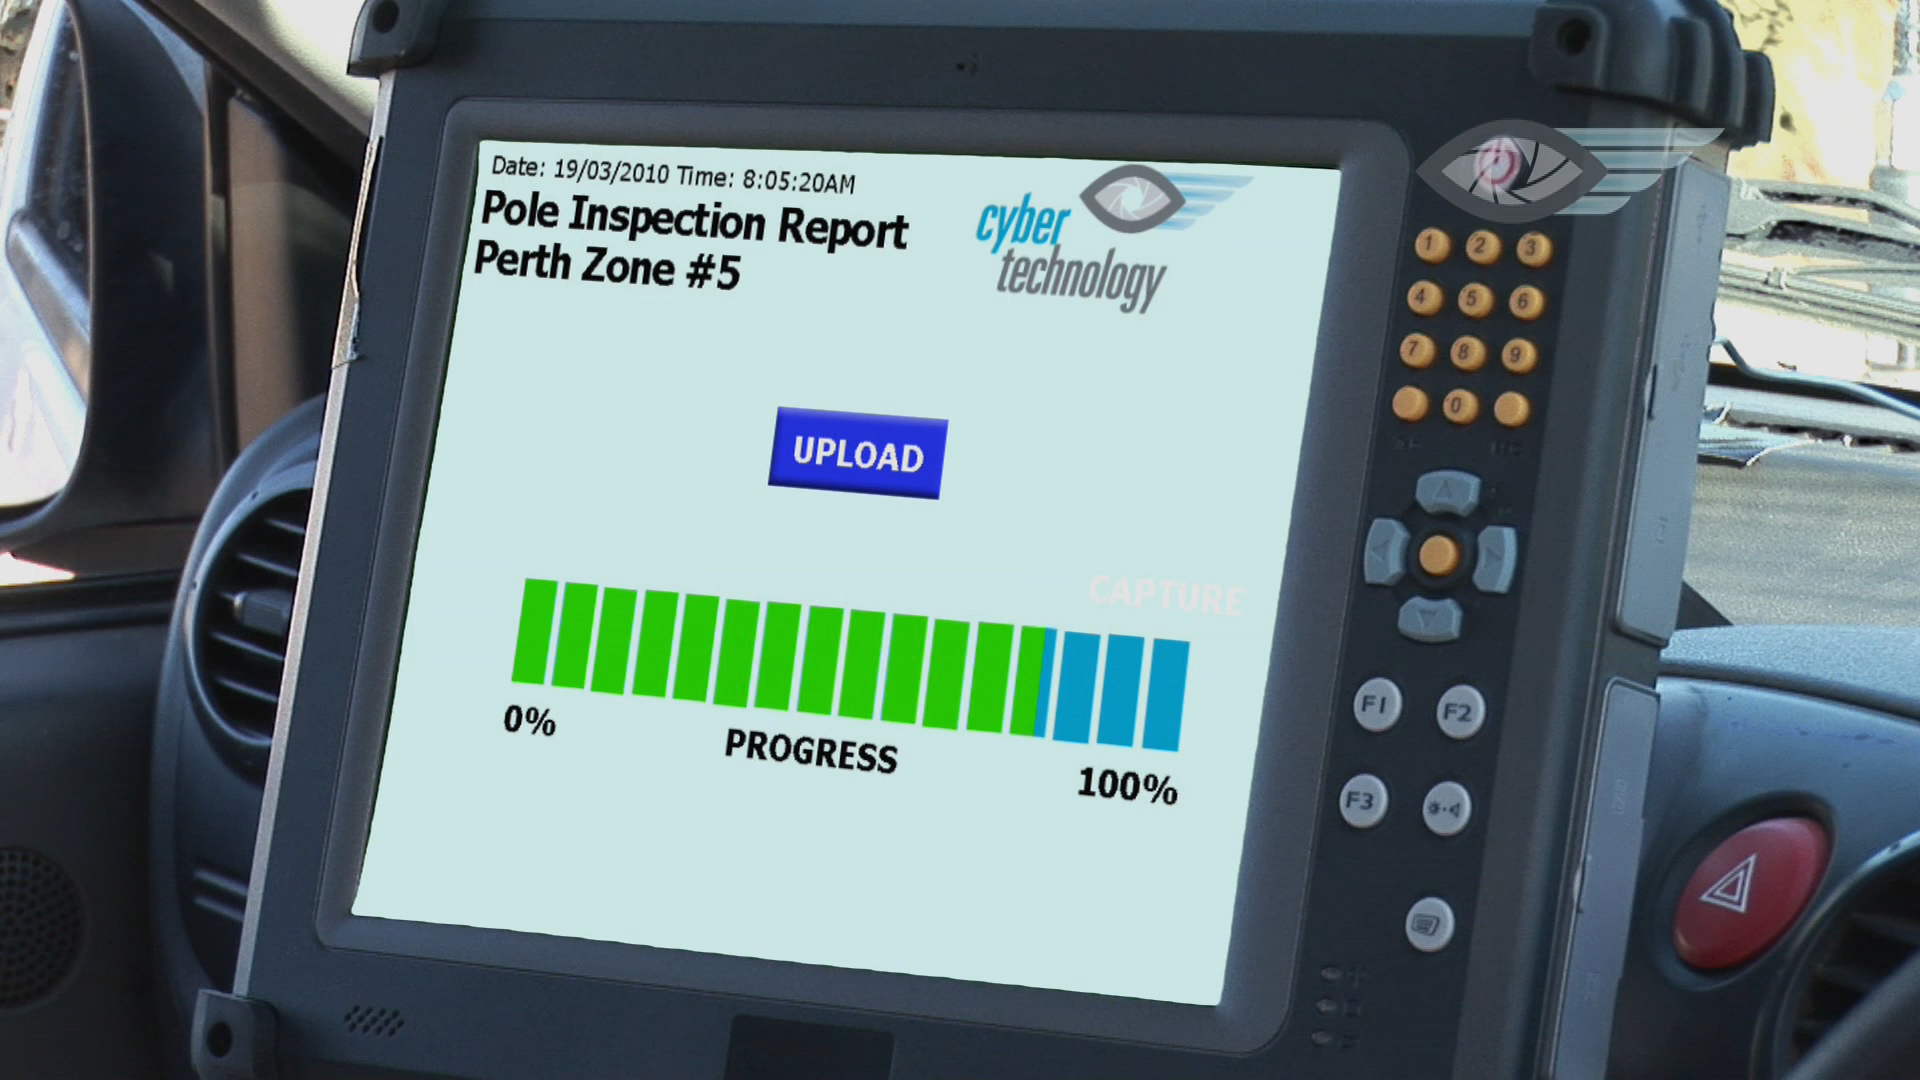 Date: 19/03/2010 Time: 8:05:20AM
Pole Inspection Report
Perth Zone #5
cyber
technology
UPLOAD
CAPTURE
0%
PROGRESS
100%
1 2 3
4 5 6
7 8 9
0
F1 F2
F3